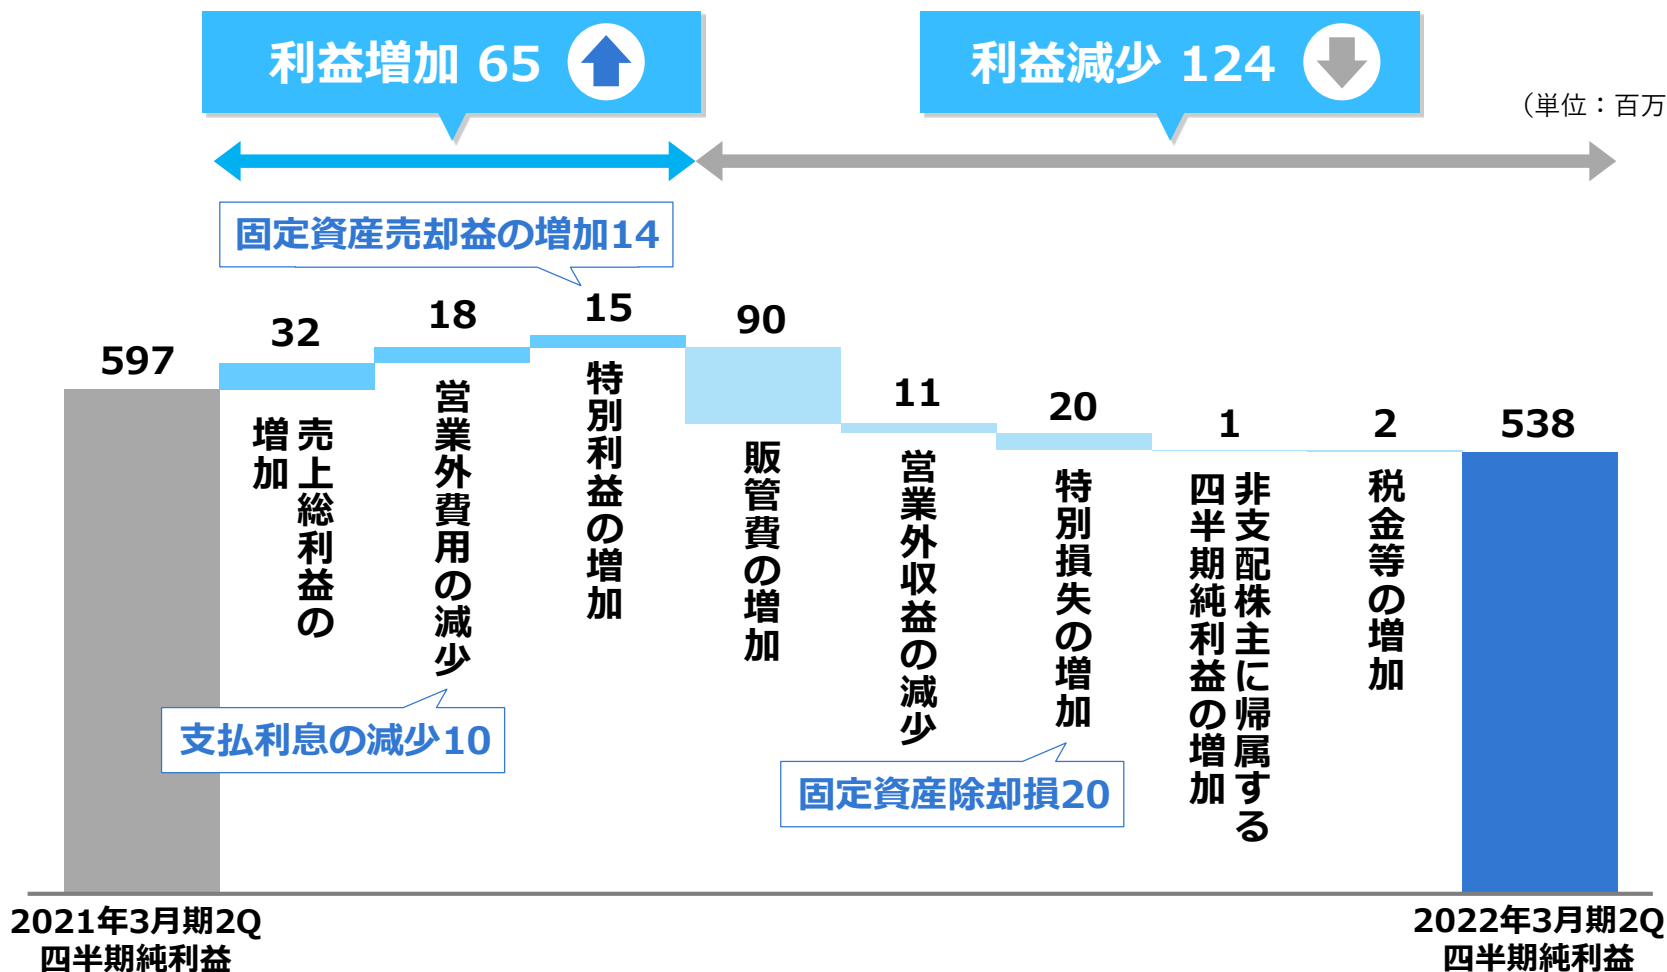 利益増加 65
利益減少 124
（単位：百万
固定資産売却益の増加14
597
32
18
15
90
11
20
1
2
538
売上総利益の
増加
営業外費用の減少
特別利益の増加
販管費の増加
営業外収益の減少
特別損失の増加
非支配株主に帰属する
四半期純利益の増加
税金等の増加
支払利息の減少10
固定資産除却損20
2021年3月期2Q
四半期純利益
2022年3月期2Q
四半期純利益